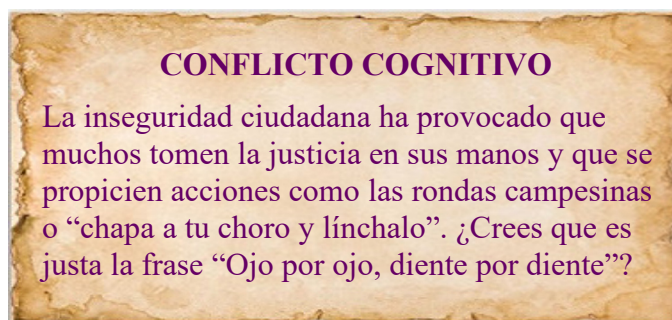 CONFLICTO COGNITIVO
La inseguridad ciudadana ha provocado que
muchos tomen la justicia en sus manos y que se
propicien acciones como las rondas campesinas
o “chapa a tu choro y línchalo”. ¿Crees que es
justa la frase “Ojo por ojo, diente por diente”?